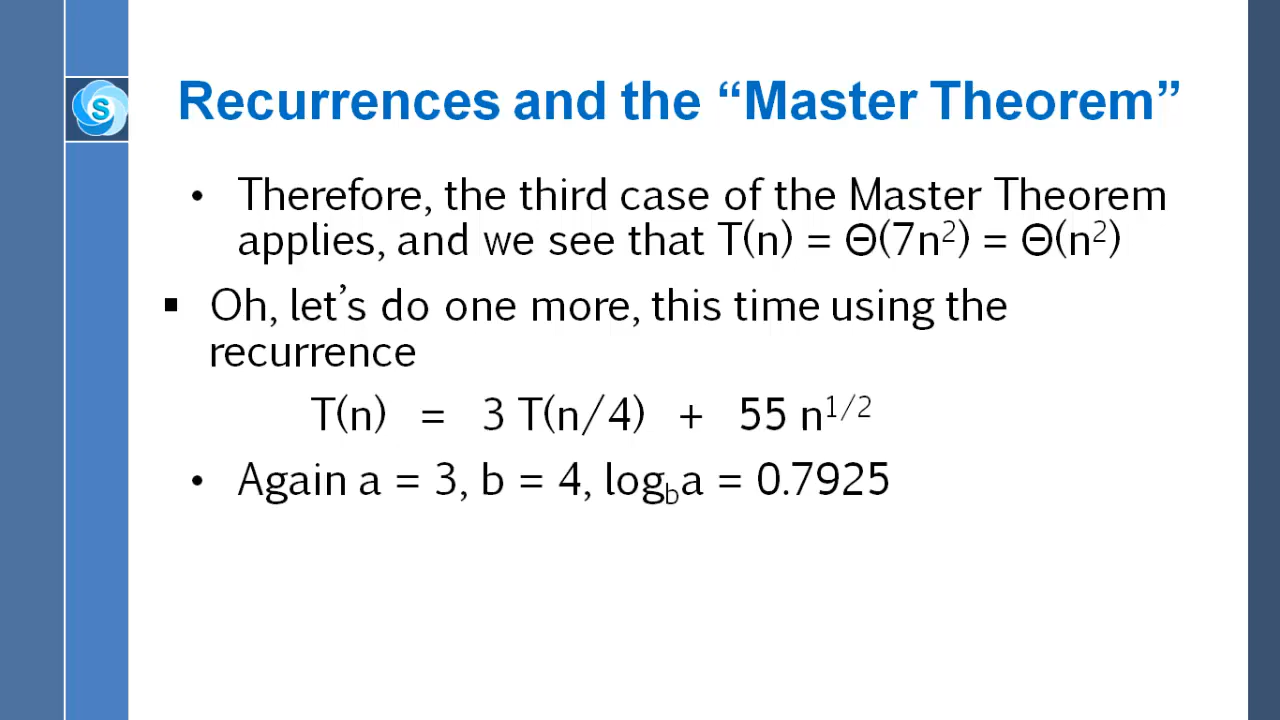 Recurrences and the “Master Theorem”
S
• Therefore, the third case of the Master Theorem
applies, and we see that T(n) = Θ(7n²) = Θ(n²)
▪ Oh, let’s do one more, this time using the
recurrence
T(n) = 3 T(n/4) + 55 n^1/2
• Again a = 3, b = 4, log_b a = 0.7925